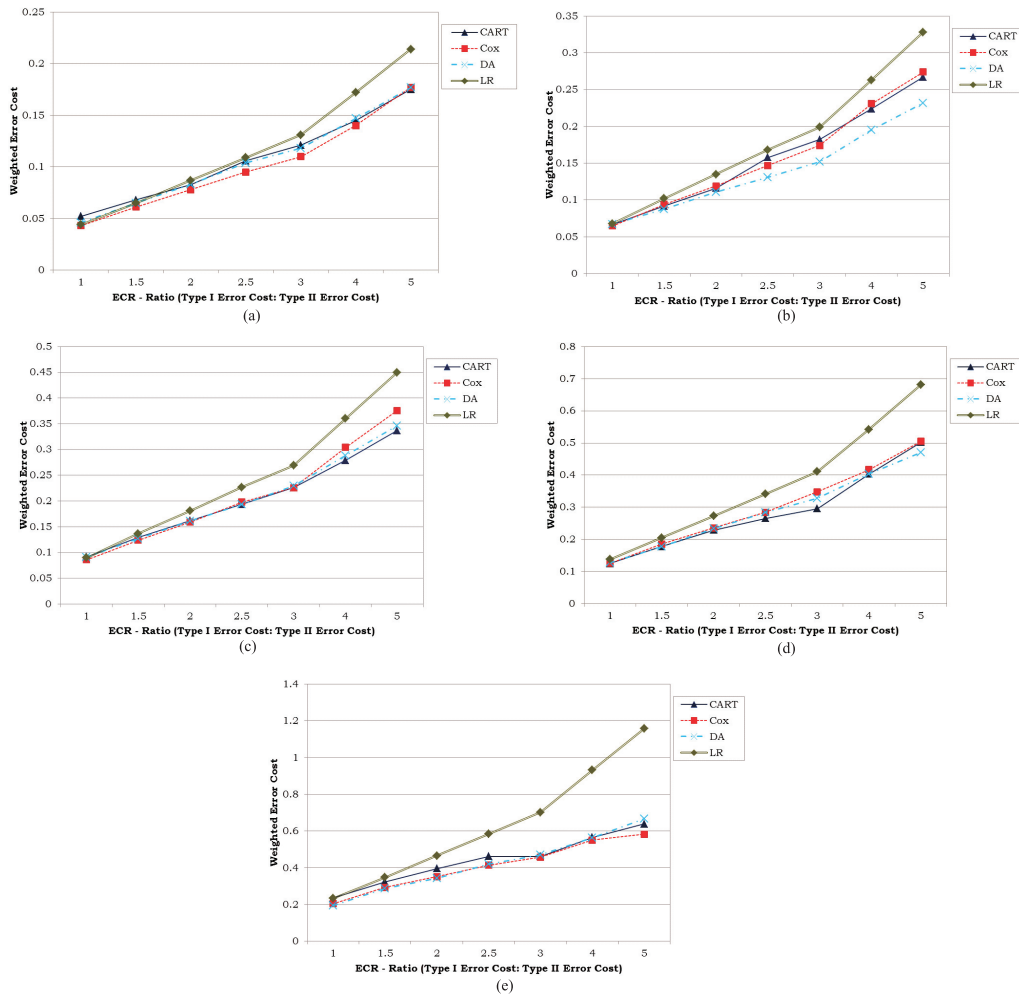 0.25
0.2
0.15
0.1
0.05
0
Weighted Error Cost
1 1.5 2 2.5 3 4 5
ECR - Ratio (Type I Error Cost: Type II Error Cost)
CART
Cox
DA
LR
(a)
0.35
0.3
0.25
0.2
0.15
0.1
0.05
0
Weighted Error Cost
1 1.5 2 2.5 3 4 5
ECR - Ratio (Type I Error Cost: Type II Error Cost)
CART
Cox
DA
LR
(b)
0.5
0.45
0.4
0.35
0.3
0.25
0.2
0.15
0.1
0.05
0
Weighted Error Cost
1 1.5 2 2.5 3 4 5
ECR - Ratio (Type I Error Cost: Type II Error Cost)
CART
Cox
DA
LR
(c)
0.8
0.7
0.6
0.5
0.4
0.3
0.2
0.1
0
Weighted Error Cost
1 1.5 2 2.5 3 4 5
ECR - Ratio (Type I Error Cost: Type II Error Cost)
CART
Cox
DA
LR
(d)
1.4
1.2
1
0.8
0.6
0.4
0.2
0
Weighted Error Cost
1 1.5 2 2.5 3 4 5
ECR - Ratio (Type I Error Cost: Type II Error Cost)
CART
Cox
DA
LR
(e)